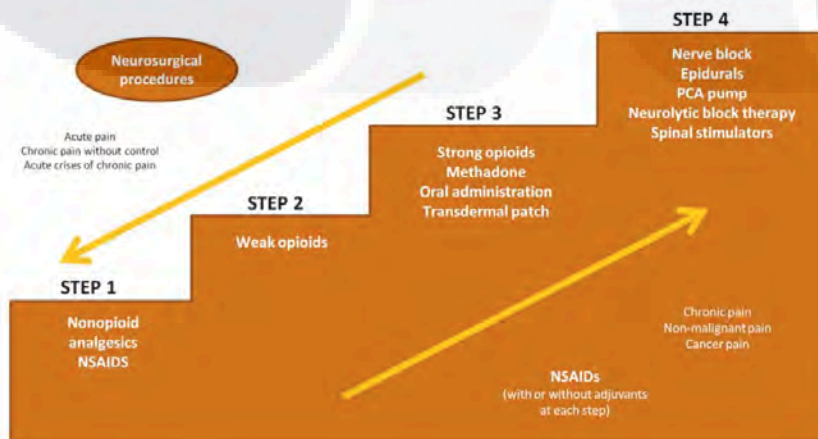 STEP 4
Nerve block
Epidurals
PCA pump
Neurolytic block therapy
Spinal stimulators
Neurosurgical
procedures
Acute pain
Chronic pain without control
Acute crises of chronic pain
STEP 3
Strong opioids
Methadone
Oral administration
Transdermal patch
STEP 2
Weak opioids
STEP 1
Nonopioid
analgesics
NSAIDS
Chronic pain
Non-malignant pain
Cancer pain
NSAIDs
(with or without adjuvants
at each step)